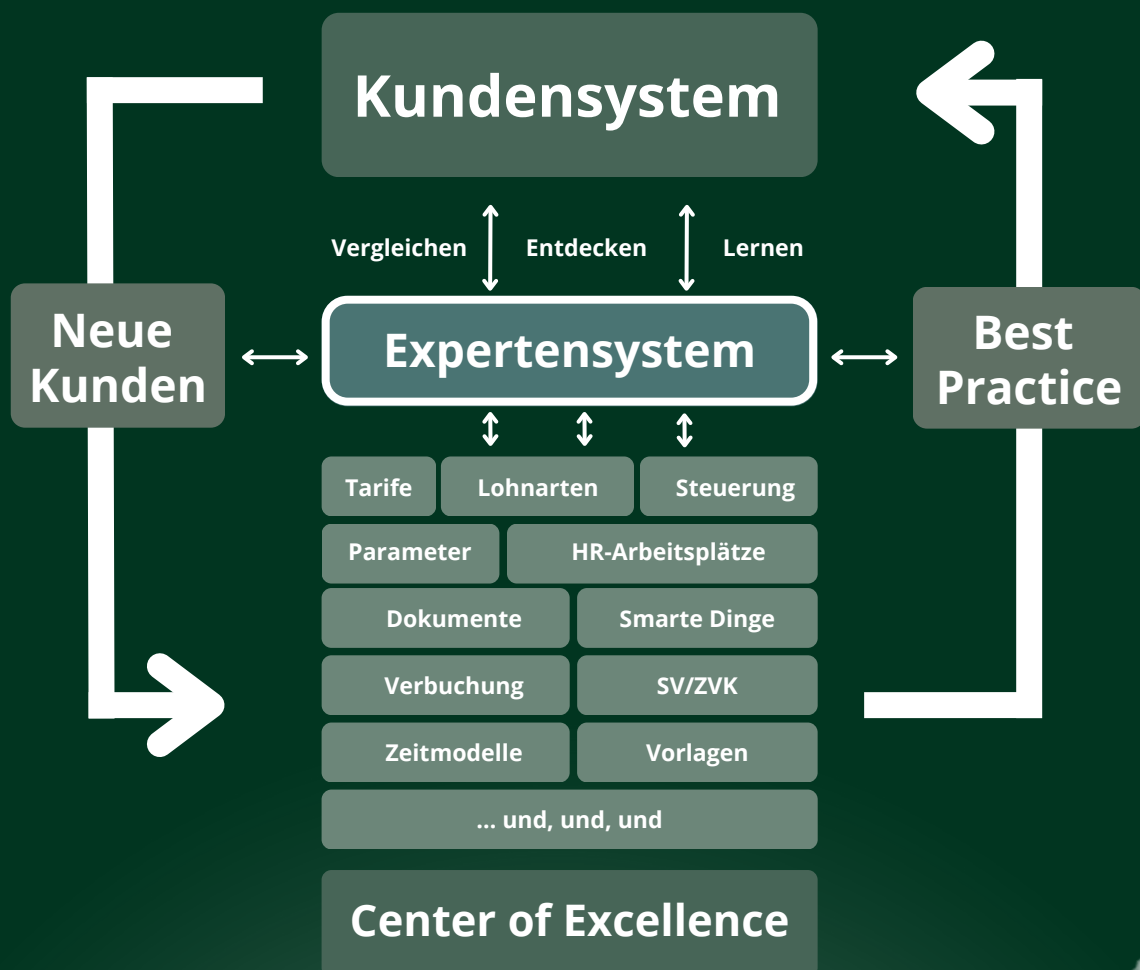 Kundensystem
Vergleichen Entdecken Lernen
Neue
Kunden
Expertensystem
Best
Practice
Tarife Lohnarten Steuerung
Parameter HR-Arbeitsplätze
Dokumente Smarte Dinge
Verbuchung SV/ZVK
Zeitmodelle Vorlagen
... und, und, und
Center of Excellence